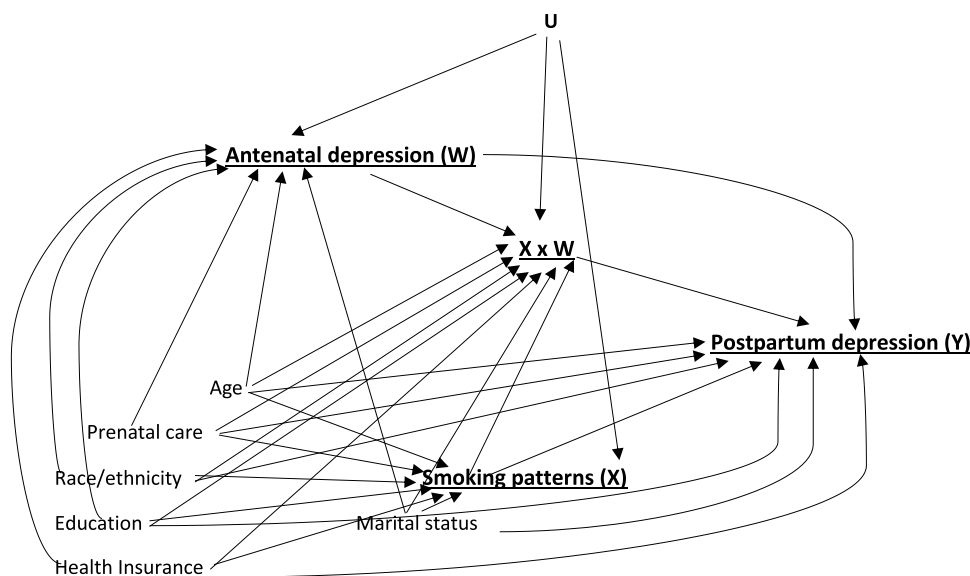 U
Antenatal depression (W)
X x W
Postpartum depression (Y)
Age
Prenatal care
Race/ethnicity
Smoking patterns (X)
Education
Marital status
Health Insurance